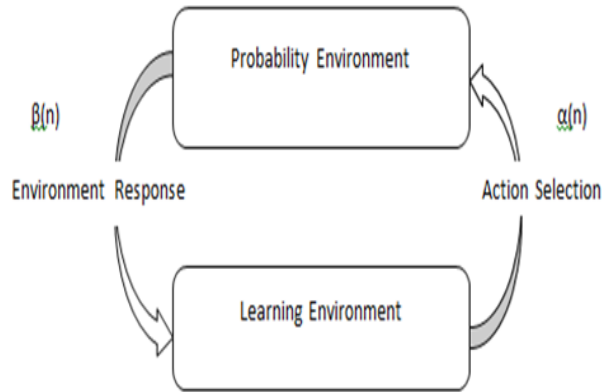 Probability Environment
β(n)
α(n)
Environment Response
Action Selection
Learning Environment